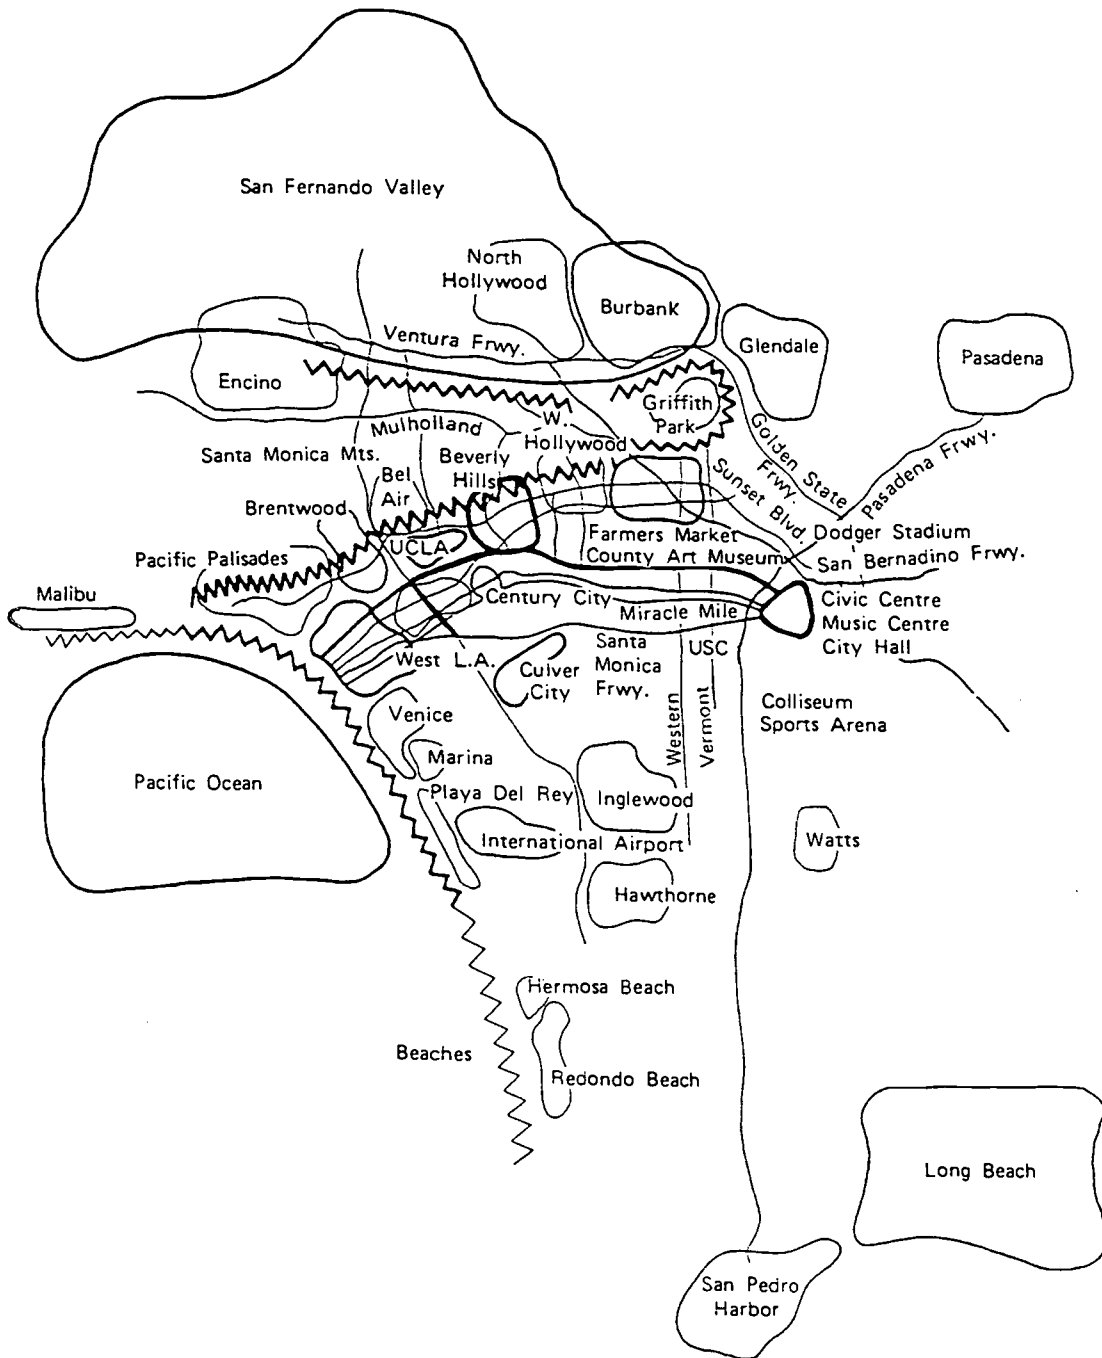 San Fernando Valley
North
Hollywood
Burbank
Ventura Frwy.
Glendale
Pasadena
Encino
Griffith
Park
W.
Hollywood
Mulholland
Santa Monica Mts.
Beverly
Hills
Bel
Air
Golden State
Frwy.
Pasadena Frwy.
Sunset Blvd.
Brentwood
UCLA
Farmers Market
County Art Museum
Dodger Stadium
San Bernadino Frwy.
Pacific Palisades
Malibu
Century City
Miracle Mile
Civic Centre
Music Centre
City Hall
West L.A.
Culver
City
Santa
Monica
Frwy.
USC
Western
Vermont
Colliseum
Sports Arena
Venice
Marina
Pacific Ocean
Playa Del Rey
Inglewood
International Airport
Watts
Hawthorne
Hermosa Beach
Beaches
Redondo Beach
Long Beach
San Pedro
Harbor